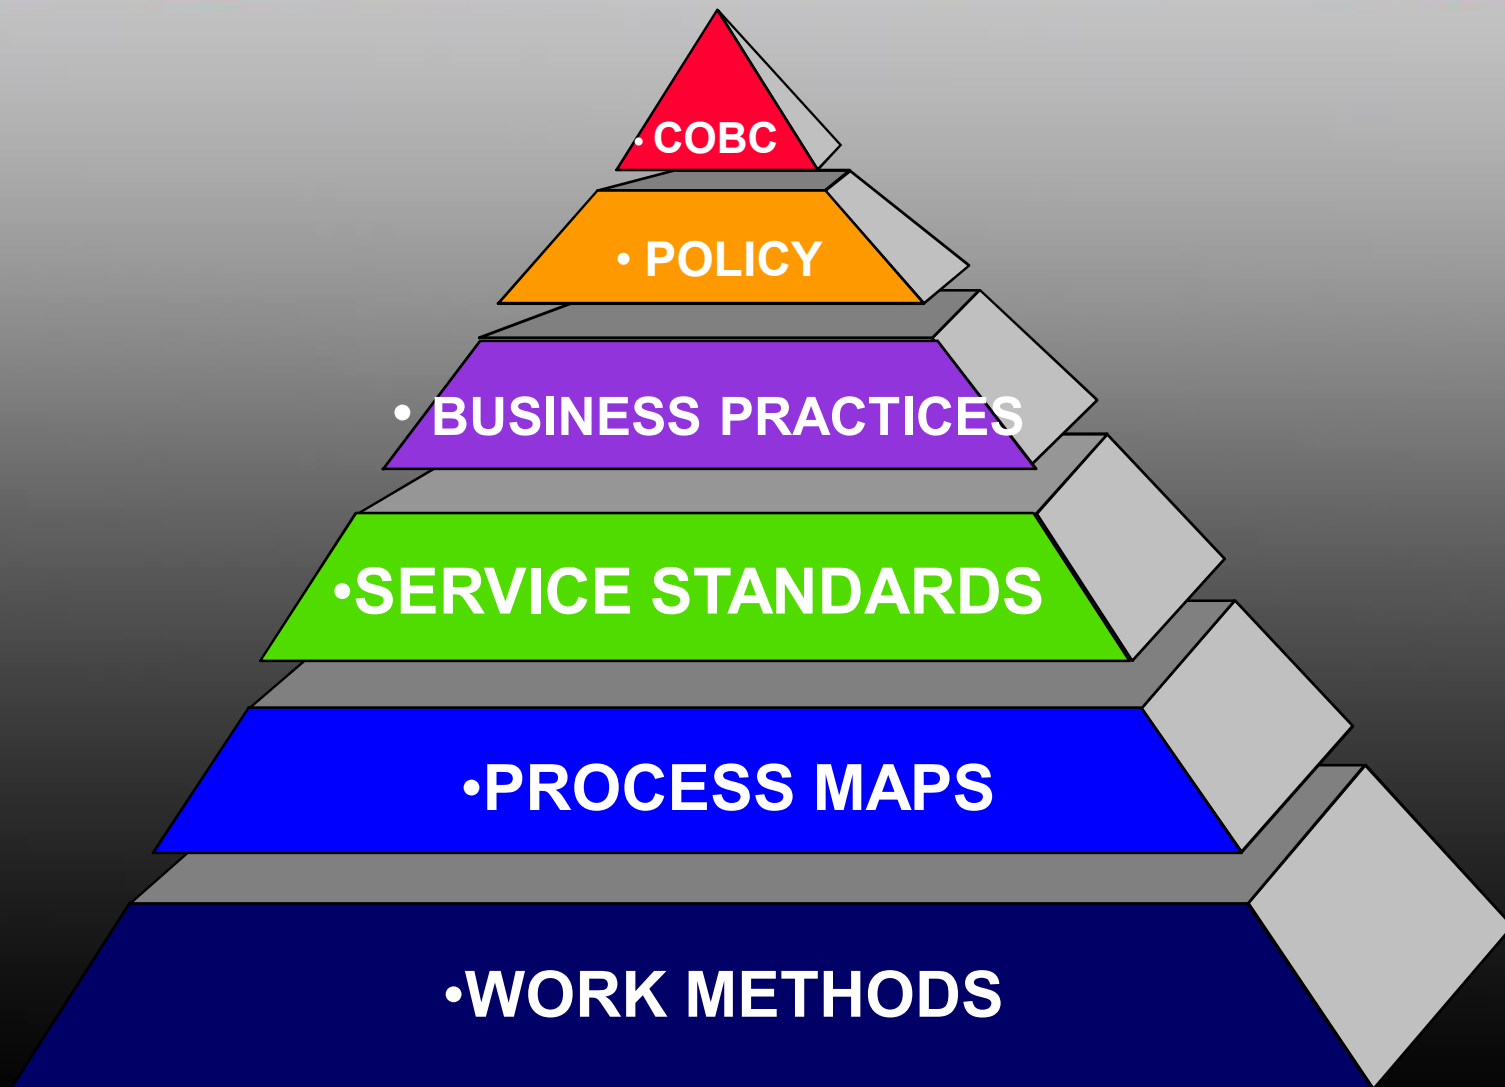 • COBC
• POLICY
• BUSINESS PRACTICES
•SERVICE STANDARDS
•PROCESS MAPS
•WORK METHODS